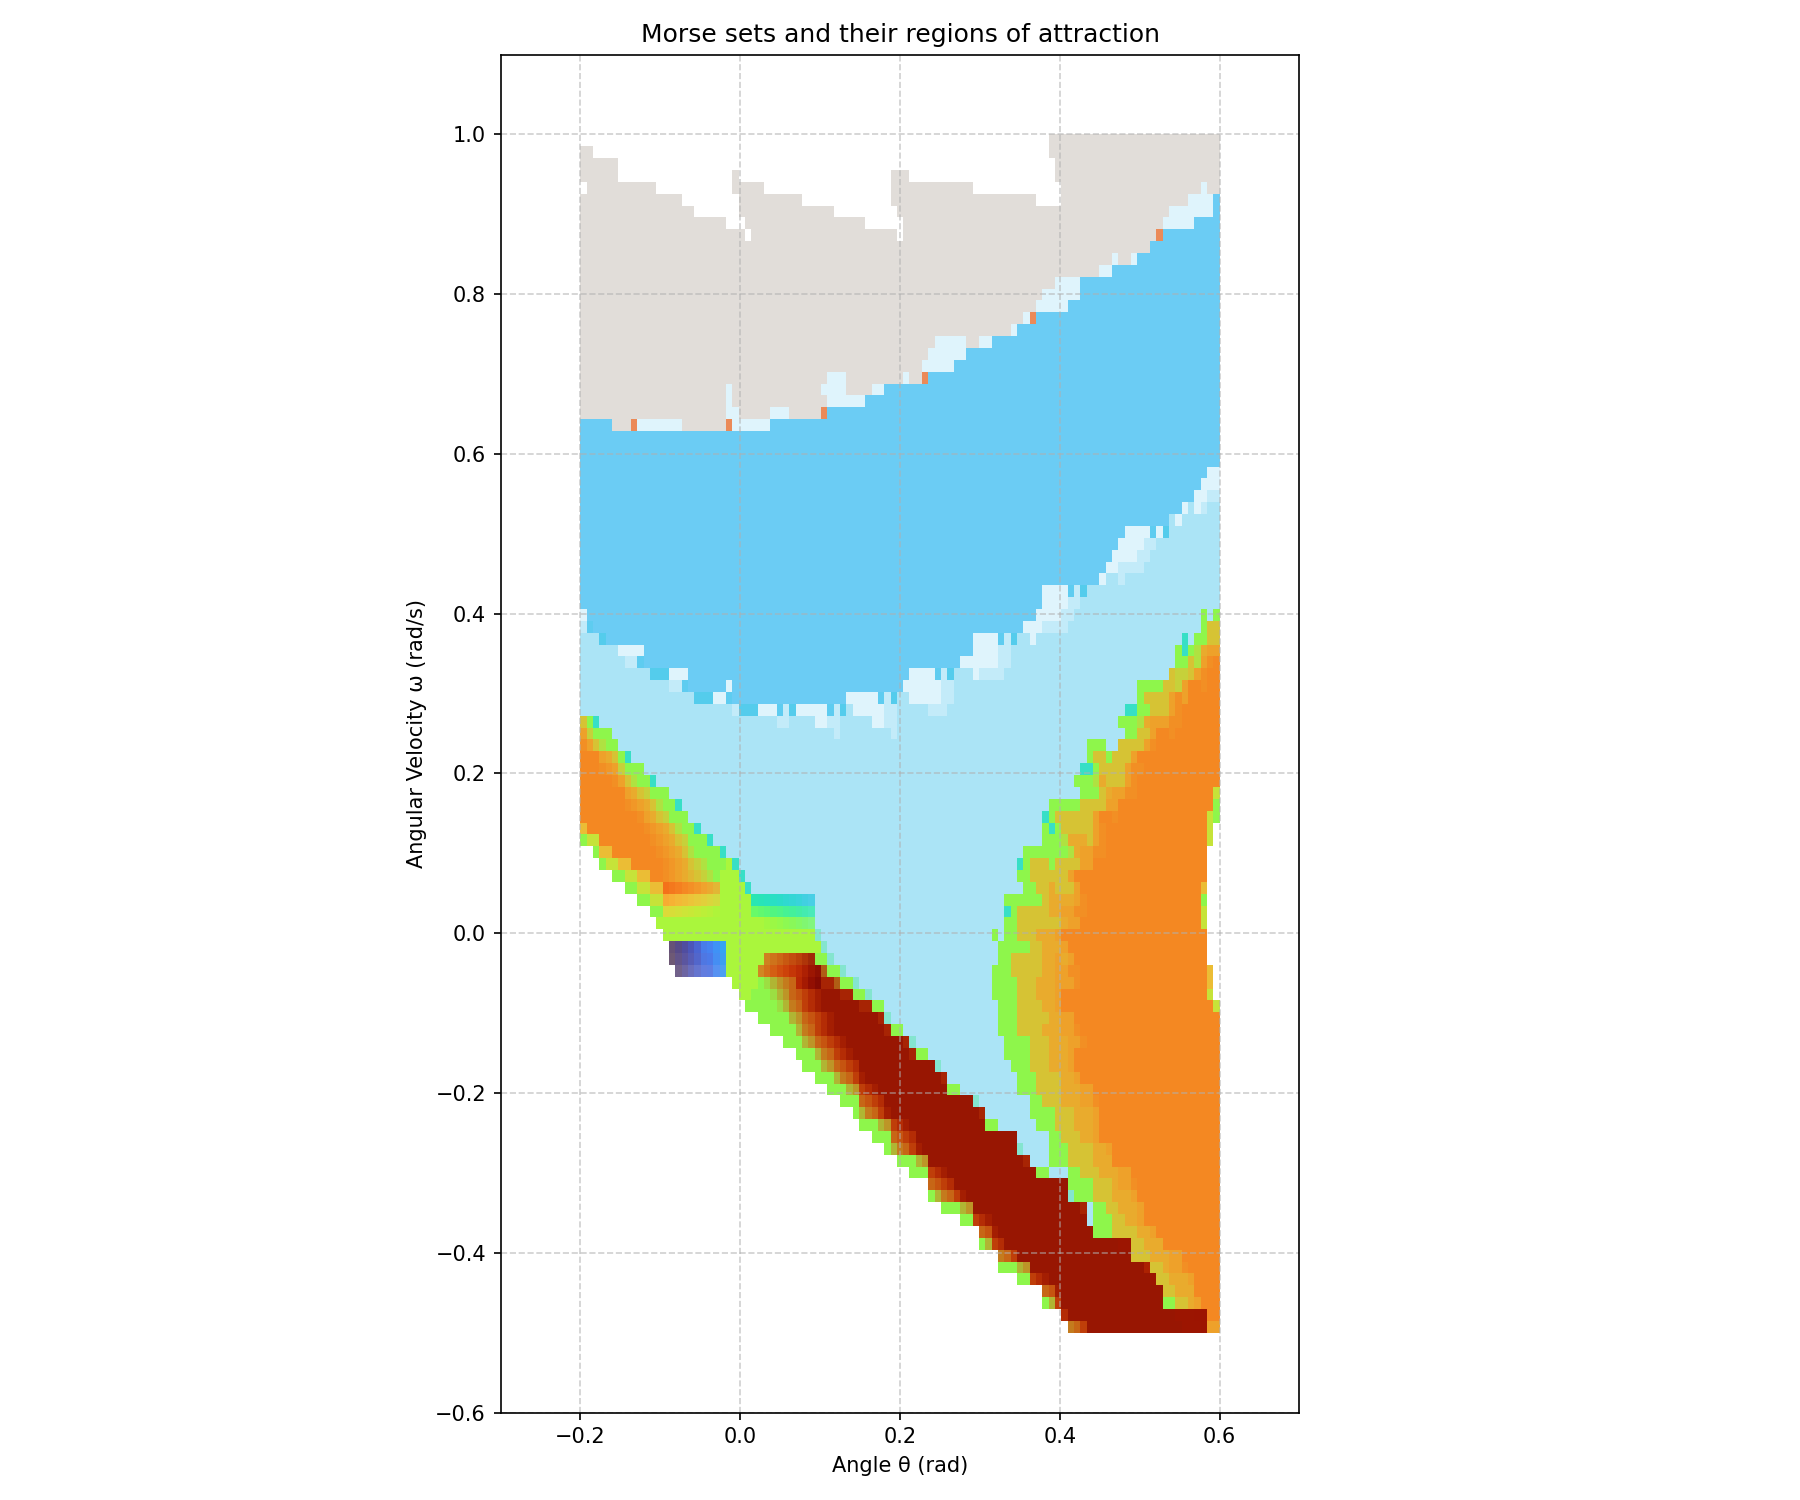 Morse sets and their regions of attraction
1.0
0.8
0.6
0.4
0.2
0.0
−0.2
−0.4
−0.6
Angular Velocity ω (rad/s)
−0.2 0.0 0.2 0.4 0.6
Angle θ (rad)